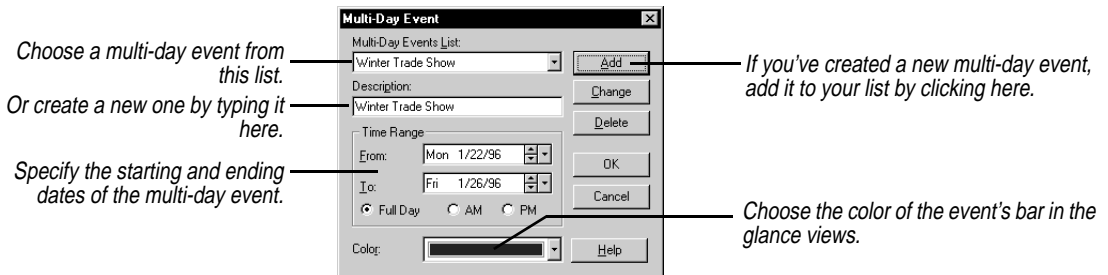 Multi-Day Event
Multi-Day Events List:
Winter Trade Show
Description:
Winter Trade Show
Time Range
From: Mon 1/22/96
To: Fri 1/26/96
Full Day AM PM
Color:
Add
Change
Delete
OK
Cancel
Help
Choose a multi-day event from
this list.
Or create a new one by typing it
here.
Specify the starting and ending
dates of the multi-day event.
If you've created a new multi-day event,
add it to your list by clicking here.
Choose the color of the event's bar in the
glance views.